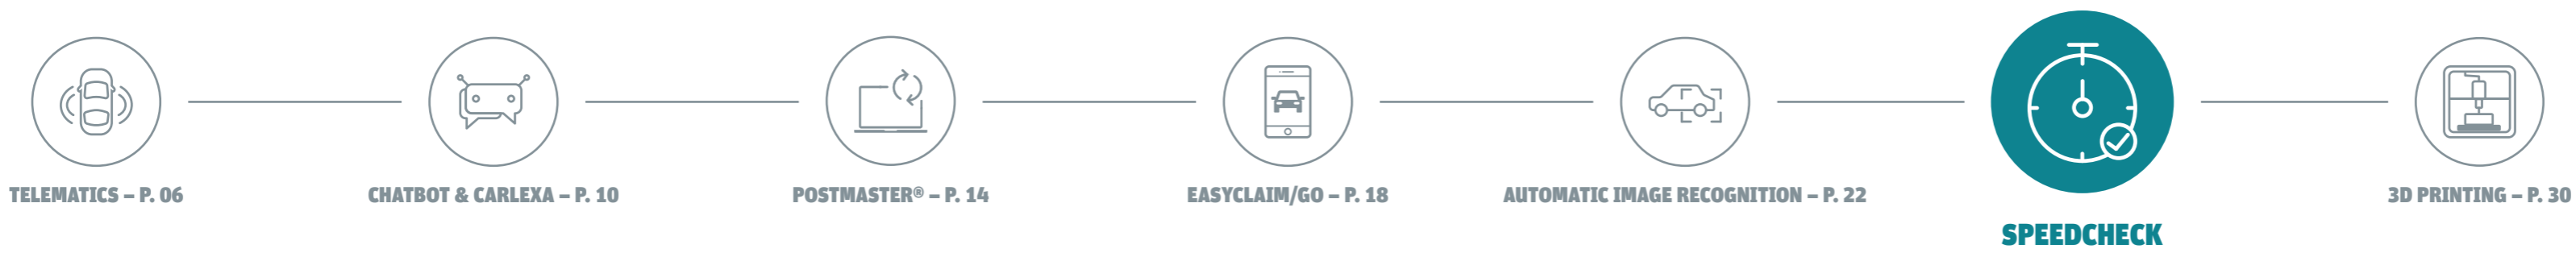 TELEMATICS – P. 06
CHATBOT & CARLEXA – P. 10
POSTMASTER® – P. 14
EASYCLAIM/GO – P. 18
AUTOMATIC IMAGE RECOGNITION – P. 22
SPEEDCHECK
3D PRINTING – P. 30